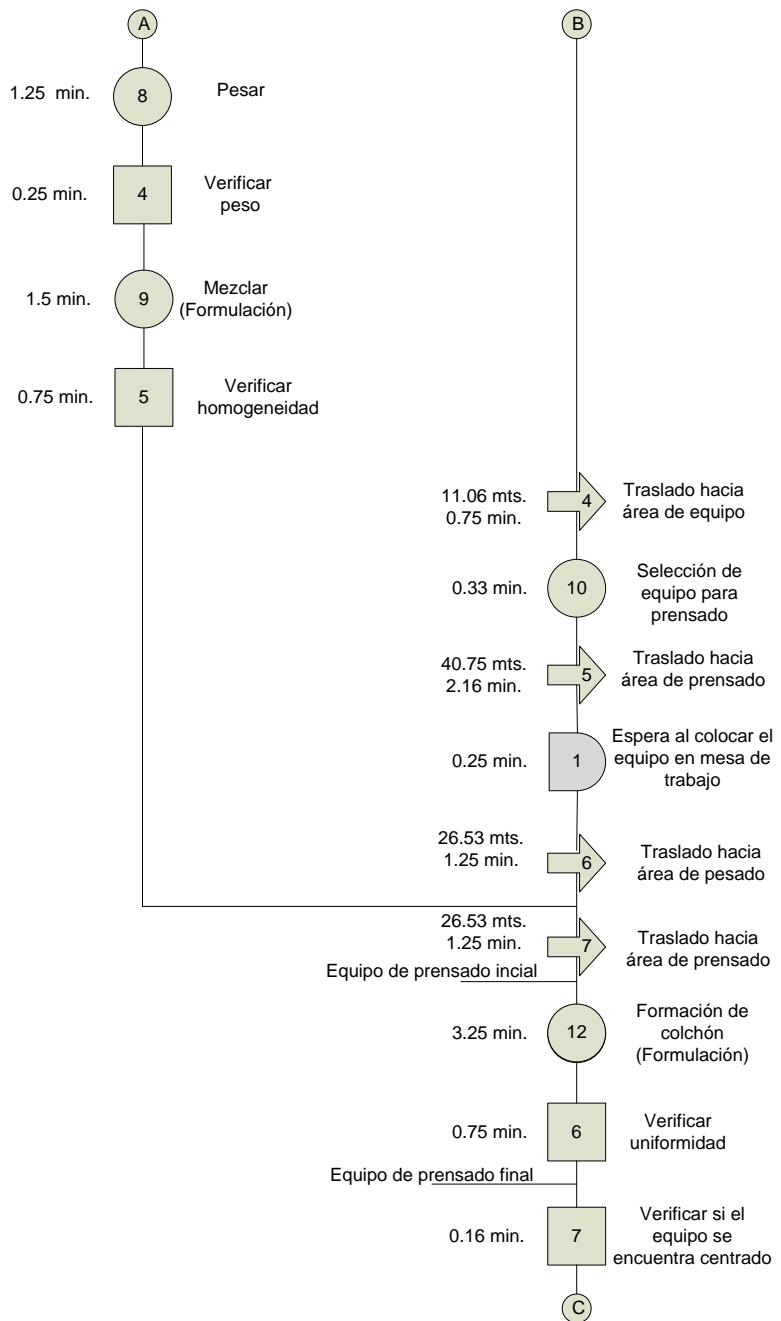 A
B
1.25 min.
8
Pesar
0.25 min.
4
Verificar
peso
1.5 min.
9
Mezclar
(Formulación)
0.75 min.
5
Verificar
homogeneidad
11.06 mts.
0.75 min.
4
Traslado hacia
área de equipo
0.33 min.
10
Selección de
equipo para
prensado
40.75 mts.
2.16 min.
5
Traslado hacia
área de prensado
0.25 min.
1
Espera al colocar el
equipo en mesa de
trabajo
26.53 mts.
1.25 min.
6
Traslado hacia
área de pesado
26.53 mts.
1.25 min.
7
Traslado hacia
área de prensado
Equipo de prensado incial
3.25 min.
12
Formación de
colchón
(Formulación)
0.75 min.
6
Verificar
uniformidad
Equipo de prensado final
0.16 min.
7
Verificar si el
equipo se
encuentra centrado
C